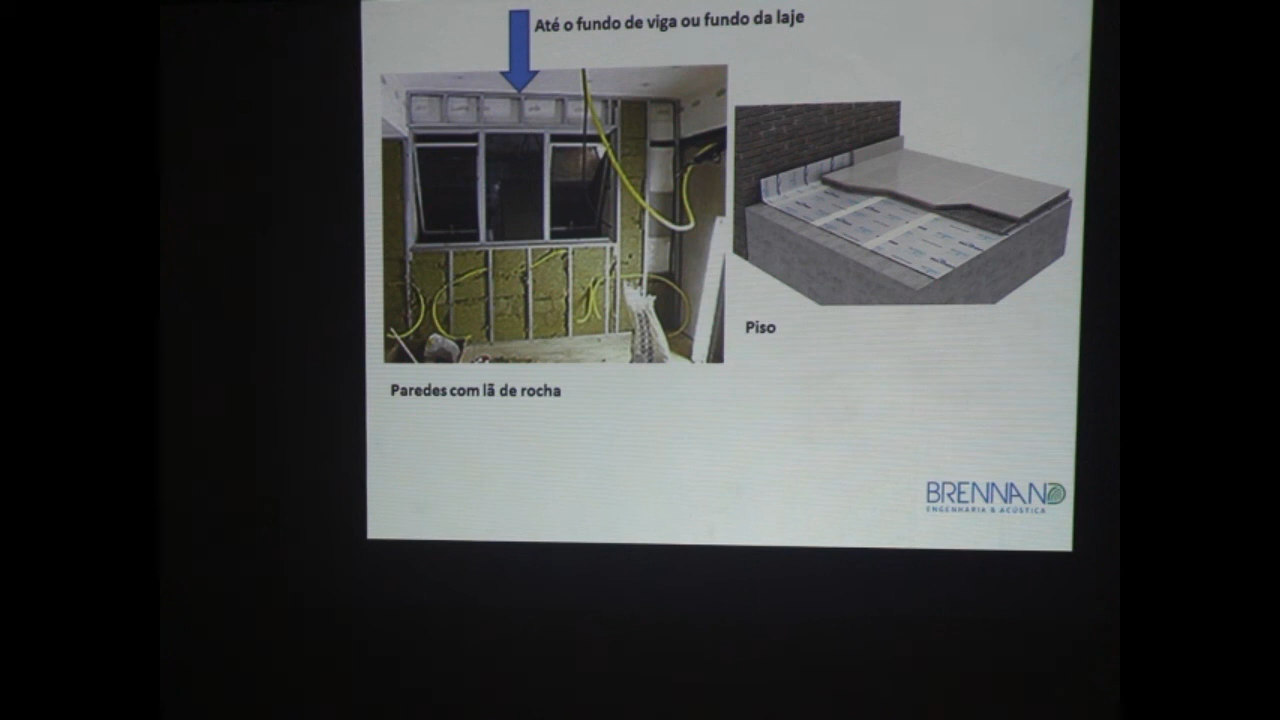 Até o fundo de viga ou fundo da laje
Piso
Paredes com lã de rocha
BRENNAND
ENGENHARIA & ACÚSTICA